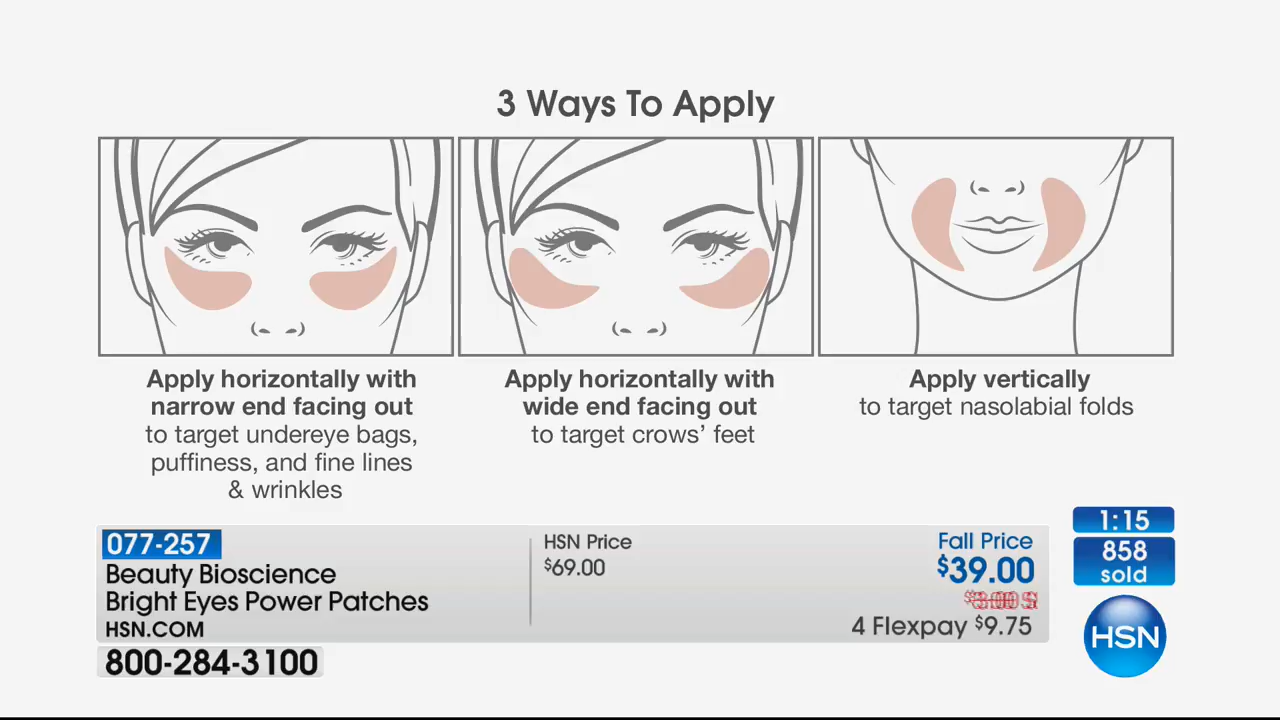 3 Ways To Apply
Apply horizontally with
narrow end facing out
to target undereye bags,
puffiness, and fine lines
& wrinkles
Apply horizontally with
wide end facing out
to target crows’ feet
Apply vertically
to target nasolabial folds
077-257
Beauty Bioscience
Bright Eyes Power Patches
HSN.COM
800-284-3100
HSN Price
$69.00
Fall Price
$39.00
4 Flexpay $9.75
1:15
858
sold
HSN